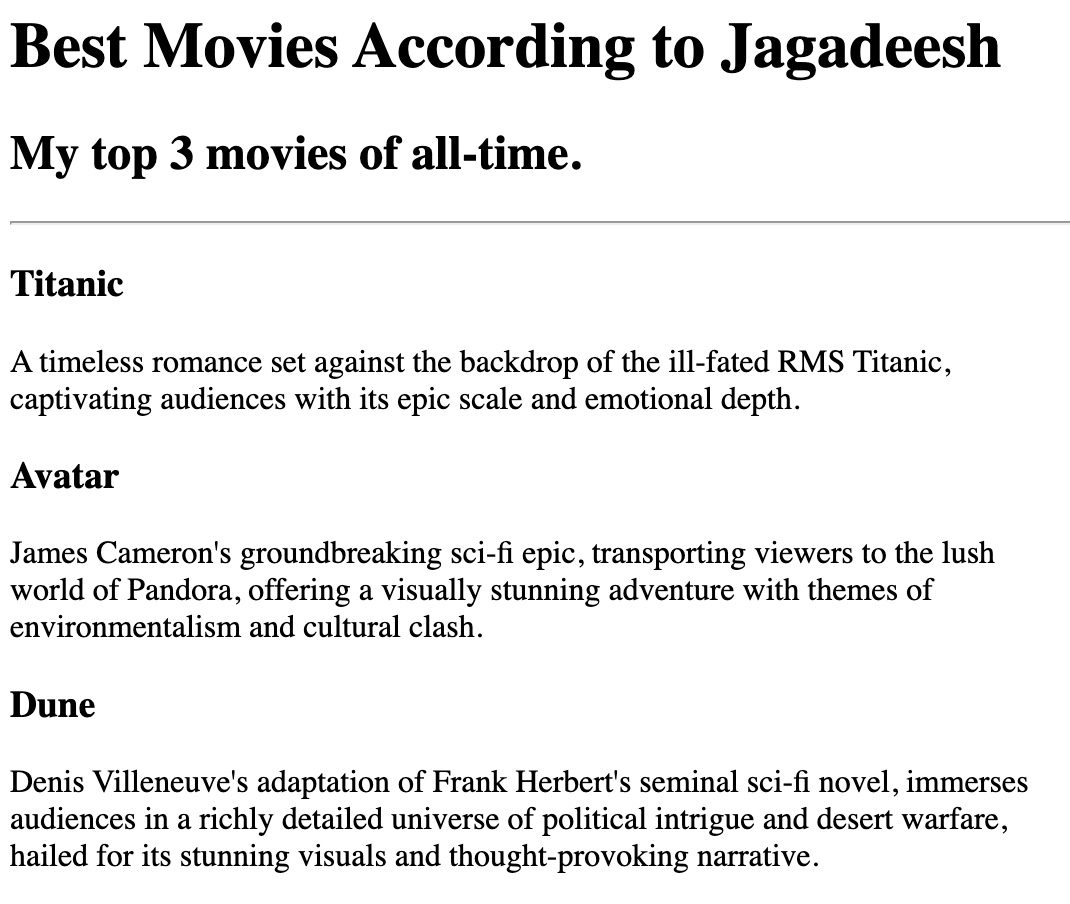 Best Movies According to Jagadeesh
My top 3 movies of all-time.
Titanic
A timeless romance set against the backdrop of the ill-fated RMS Titanic,
captivating audiences with its epic scale and emotional depth.
Avatar
James Cameron's groundbreaking sci-fi epic, transporting viewers to the lush
world of Pandora, offering a visually stunning adventure with themes of
environmentalism and cultural clash.
Dune
Denis Villeneuve's adaptation of Frank Herbert's seminal sci-fi novel, immerses
audiences in a richly detailed universe of political intrigue and desert warfare,
hailed for its stunning visuals and thought-provoking narrative.